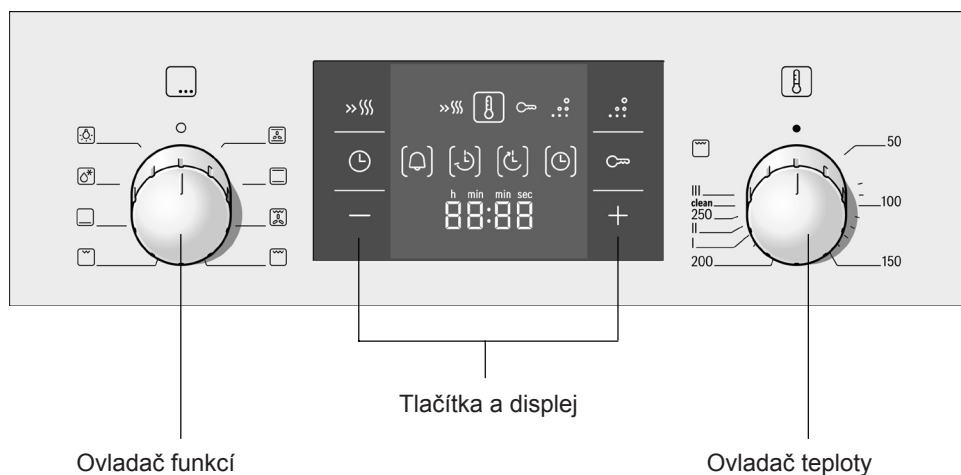 h min min sec
88:88
50
100
150
III
clean
250
II
I
200
Tlačítka a displej
Ovladač funkcí
Ovladač teploty